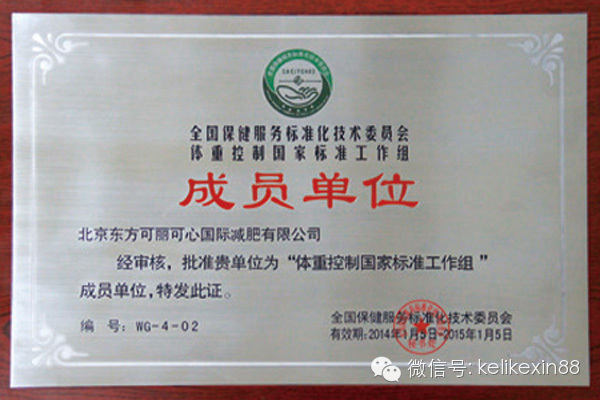 全国保健服务标准化技术委员会
体重控制国家标准工作组
成员单位
北京东方可丽可心国际减肥有限公司
经审核，批准贵单位为“体重控制国家标准工作组”
成员单位，特发此证。
编 号：WG-4-02
全国保健服务标准化技术委员会
有效期：2014年1月5日-2015年1月5日
微信号: kelikexin88